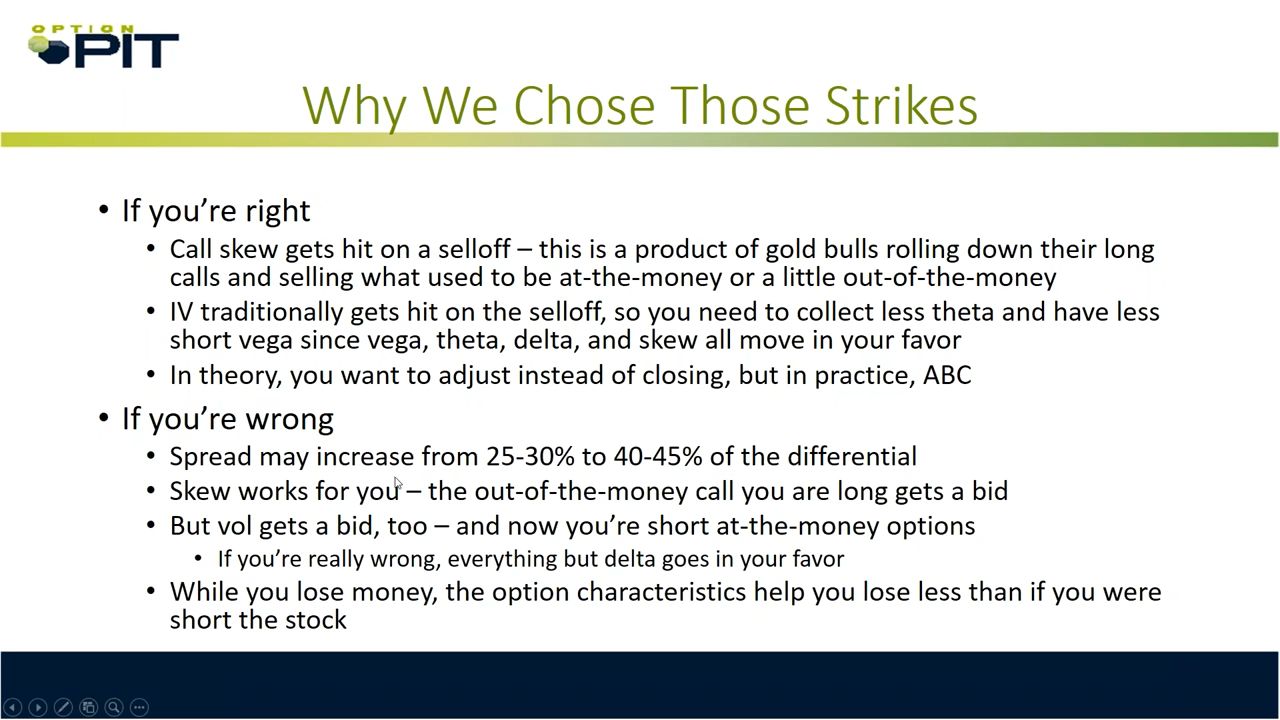 OPTION
PIT
Why We Chose Those Strikes
• If you’re right
• Call skew gets hit on a selloff – this is a product of gold bulls rolling down their long
calls and selling what used to be at-the-money or a little out-of-the-money
• IV traditionally gets hit on the selloff, so you need to collect less theta and have less
short vega since vega, theta, delta, and skew all move in your favor
• In theory, you want to adjust instead of closing, but in practice, ABC
• If you’re wrong
• Spread may increase from 25-30% to 40-45% of the differential
• Skew works for you – the out-of-the-money call you are long gets a bid
• But vol gets a bid, too – and now you’re short at-the-money options
• If you’re really wrong, everything but delta goes in your favor
• While you lose money, the option characteristics help you lose less than if you were
short the stock